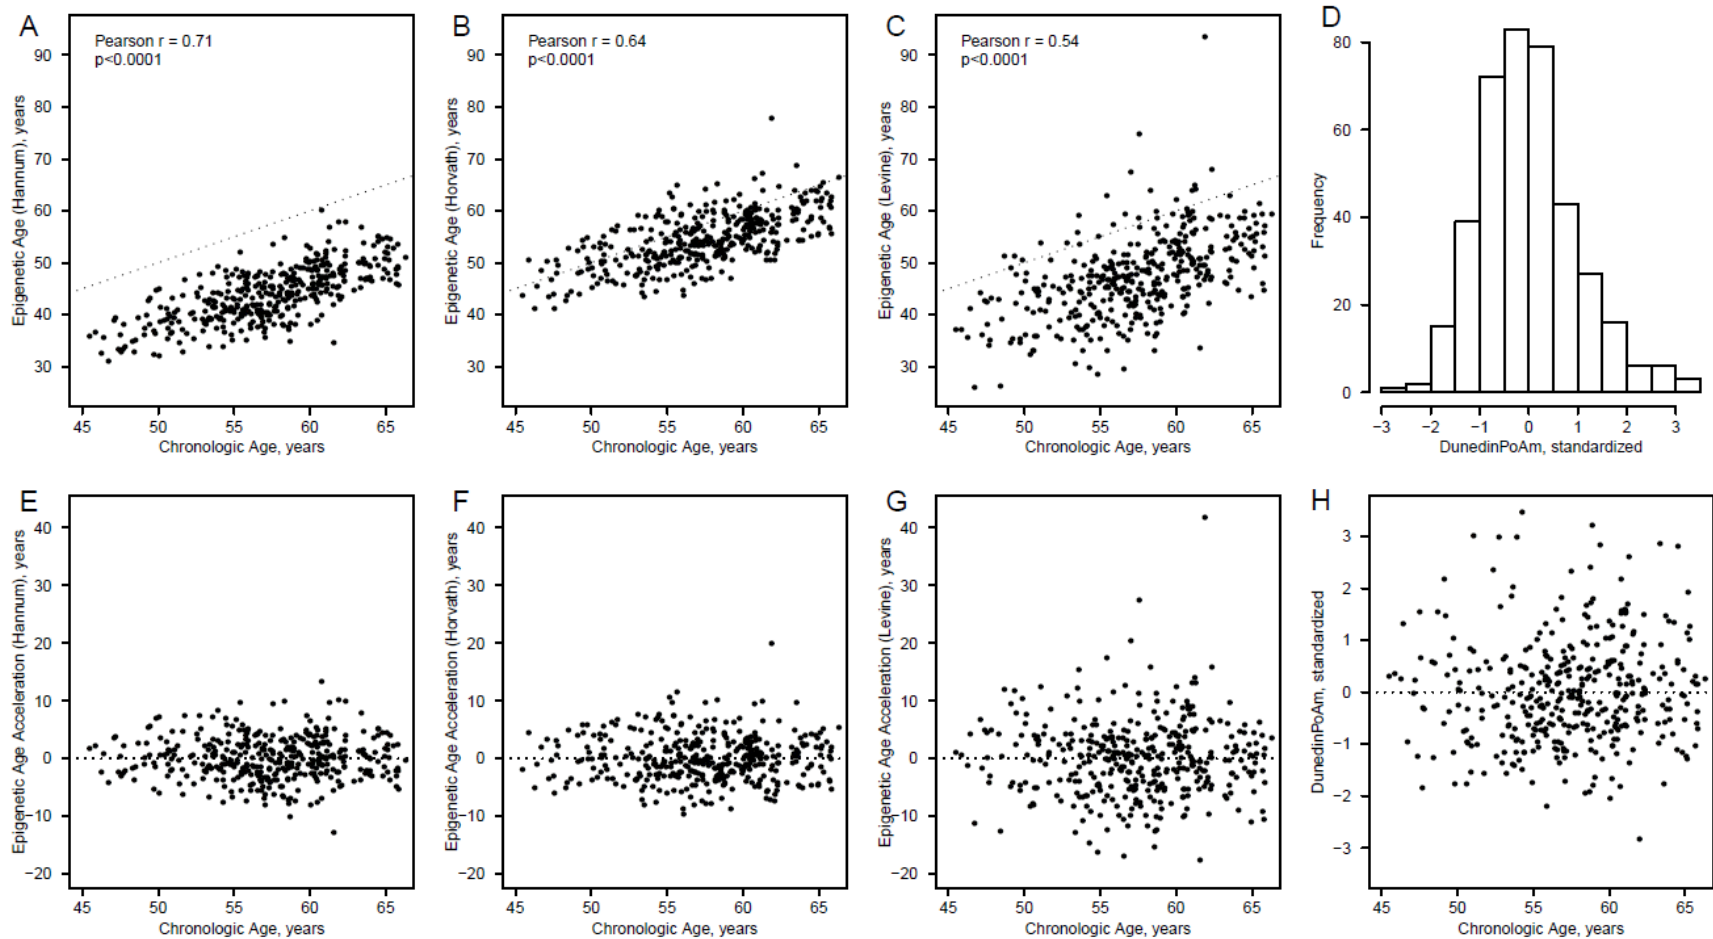 A
Pearson r = 0.71
p<0.0001
90
80
70
60
50
40
30
Epigenetic Age (Hannum), years
45 50 55 60 65
Chronologic Age, years
B
Pearson r = 0.64
p<0.0001
90
80
70
60
50
40
30
Epigenetic Age (Horvath), years
45 50 55 60 65
Chronologic Age, years
C
Pearson r = 0.54
p<0.0001
90
80
70
60
50
40
30
Epigenetic Age (Levine), years
45 50 55 60 65
Chronologic Age, years
D
80
60
40
20
0
Frequency
−3 −2 −1 0 1 2 3
DunedinPoAm, standardized
E
40
30
20
10
0
−10
−20
Epigenetic Age Acceleration (Hannum), years
45 50 55 60 65
Chronologic Age, years
F
40
30
20
10
0
−10
−20
Epigenetic Age Acceleration (Horvath), years
45 50 55 60 65
Chronologic Age, years
G
40
30
20
10
0
−10
−20
Epigenetic Age Acceleration (Levine), years
45 50 55 60 65
Chronologic Age, years
H
3
2
1
0
−1
−2
−3
DunedinPoAm, standardized
45 50 55 60 65
Chronologic Age, years